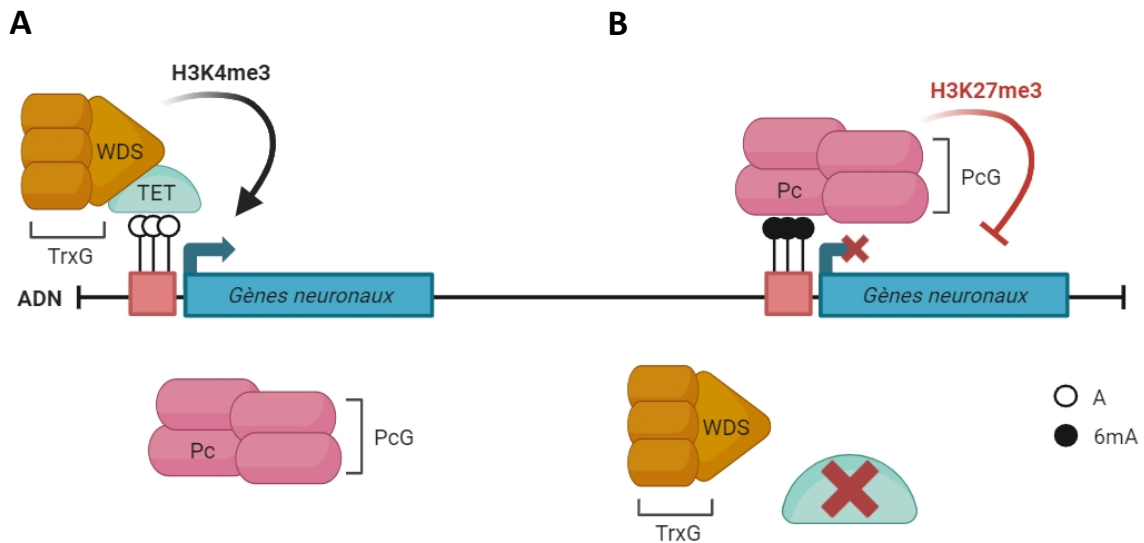 A
B
H3K4me3
H3K27me3
WDS
TET
Pc
PcG
TrxG
ADN
Gènes neuronaux
Gènes neuronaux
Pc
PcG
WDS
TrxG
A
6mA